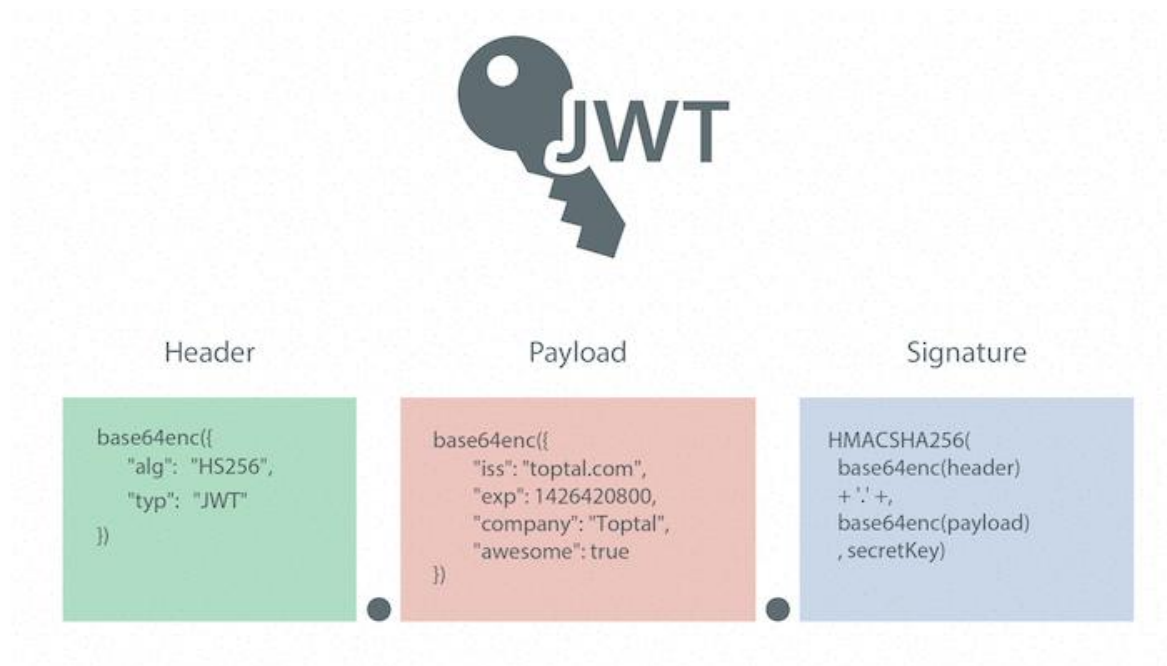 JWT
Header
base64enc({
"alg": "HS256",
"typ": "JWT"
})
Payload
base64enc({
"iss": "toptal.com",
"exp": 1426420800,
"company": "Toptal",
"awesome": true
})
Signature
HMACSHA256(
base64enc(header)
+ '.' +,
base64enc(payload)
, secretKey)